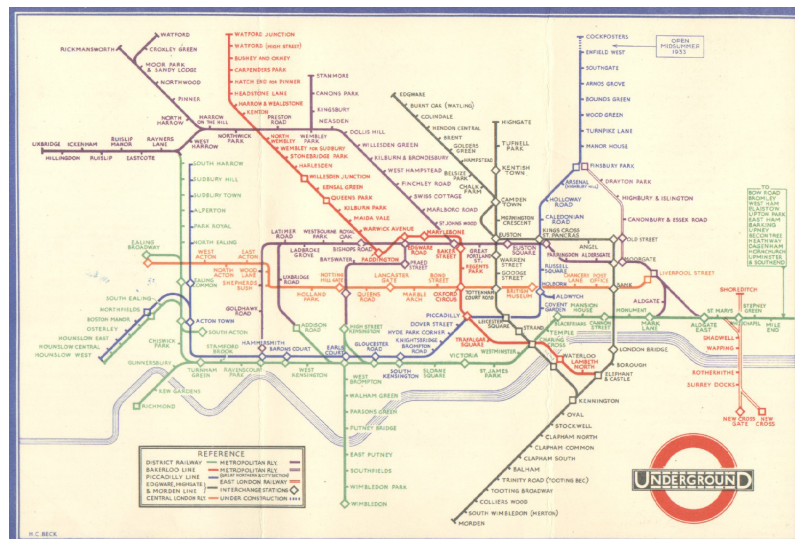 WATFORD
CROXLEY GREEN
RICKMANSWORTH
MOOR PARK
& SANDY LODGE
NORTHWOOD
PINNER
NORTH
HARROW
HARROW
ON THE HILL
UXBRIDGE
ICKENHAM
RUISLIP
MANOR
RAYNERS
LANE
WEST
HARROW
HILLINGDON
RUISLIP
EASTCOTE
NORTHWICK
PARK
PRESTON
ROAD
WEMBLEY
PARK
WATFORD JUNCTION
WATFORD (HIGH STREET)
BUSHEY AND OXHEY
CARPENDERS PARK
HATCH END FOR PINNER
HEADSTONE LANE
HARROW & WEALDSTONE
KENTON
NORTH
WEMBLEY
WEMBLEY FOR SUDBURY
STONEBRIDGE PARK
HARLESDEN
WILLESDEN JUNCTION
KENSAL GREEN
QUEENS PARK
KILBURN PARK
MAIDA VALE
WARWICK AVENUE
PADDINGTON
STANMORE
CANONS PARK
KINGSBURY
NEASDEN
DOLLIS HILL
WILLESDEN GREEN
KILBURN & BRONDESBURY
WEST HAMPSTEAD
FINCHLEY ROAD
SWISS COTTAGE
MARLBORO ROAD
ST. JOHNS WOOD
EDGWARE
BURNT OAK (WATLING)
COLINDALE
HENDON CENTRAL
BRENT
GOLDERS
GREEN
HAMPSTEAD
BELSIZE
PARK
CHALK
FARM
HIGHGATE
TUFNELL
PARK
KENTISH
TOWN
CAMDEN
TOWN
MORNINGTON
CRESCENT
EUSTON
COCKFOSTERS
ENFIELD WEST
SOUTHGATE
ARNOS GROVE
BOUNDS GREEN
WOOD GREEN
TURNPIKE LANE
MANOR HOUSE
OPEN
MIDSUMMER
1933
FINSBURY PARK
DRAYTON PARK
ARSENAL
(HIGHBURY HILL)
HIGHBURY & ISLINGTON
HOLLOWAY
ROAD
CALEDONIAN
ROAD
CANONBURY & ESSEX ROAD
KINGS CROSS
ST. PANCRAS
OLD STREET
ANGEL
SOUTH HARROW
SUDBURY HILL
SUDBURY TOWN
ALPERTON
PARK ROYAL
NORTH EALING
EALING
BROADWAY
WEST
ACTON
EAST
ACTON
NORTH
ACTON
WOOD
LANE
SHEPHERDS
BUSH
EALING
COMMON
LATIMER
ROAD
WESTBOURNE
PARK
ROYAL
OAK
LADBROKE
GROVE
BISHOPS ROAD
BAYSWATER
EDGWARE
ROAD
MARYLEBONE
BAKER
STREET
PRAED
STREET
GREAT
PORTLAND
ST.
REGENTS
PARK
EUSTON
SQUARE
WARREN
STREET
GOODGE
STREET
RUSSELL
SQUARE
FARRINGDON
ALDERSGATE
MOORGATE
LIVERPOOL STREET
UXBRIDGE
ROAD
HOLLAND
PARK
NOTTING
HILL GATE
QUEENS
ROAD
LANCASTER
GATE
MARBLE
ARCH
BOND
STREET
OXFORD
CIRCUS
TOTTENHAM
COURT ROAD
BRITISH
MUSEUM
HOLBORN
CHANCERY
LANE
POST
OFFICE
BANK
ALDWYCH
COVENT
GARDEN
GOLDHAWK
ROAD
ADDISON
ROAD
HIGH STREET
KENSINGTON
PICCADILLY
DOVER STREET
HYDE PARK CORNER
KNIGHTSBRIDGE
BROMPTON
ROAD
LEICESTER
SQUARE
STRAND
TRAFALGAR
SQUARE
CHARING
CROSS
TEMPLE
BLACKFRIARS
MANSION
HOUSE
CANNON
STREET
MONUMENT
MARK
LANE
ALDGATE
ALDGATE
EAST
ST MARYS
WHITECHAPEL
STEPNEY
GREEN
MILE
END
SHOREDITCH
SHADWELL
WAPPING
ROTHERHITHE
SURREY DOCKS
NEW CROSS
GATE
NEW
CROSS
TO
BOW ROAD
BROMLEY
WEST HAM
PLAISTOW
UPTON PARK
EAST HAM
BARKING
UPNEY
BECONTREE
HEATHWAY
DAGENHAM
HORNCHURCH
UPMINSTER
& SOUTHEND
SOUTH EALING
NORTHFIELDS
BOSTON MANOR
OSTERLEY
HOUNSLOW EAST
HOUNSLOW CENTRAL
HOUNSLOW WEST
ACTON TOWN
SOUTH ACTON
CHISWICK
PARK
GUNNERSBURY
KEW GARDENS
RICHMOND
TURNHAM
GREEN
STAMFORD
BROOK
RAVENSCOURT
PARK
HAMMERSMITH
BARONS COURT
WEST
KENSINGTON
EARLS
COURT
GLOUCESTER
ROAD
SOUTH
KENSINGTON
SLOANE
SQUARE
VICTORIA
ST. JAMES
PARK
WESTMINSTER
WATERLOO
LAMBETH
NORTH
LONDON BRIDGE
BOROUGH
ELEPHANT
& CASTLE
KENNINGTON
OVAL
STOCKWELL
CLAPHAM NORTH
CLAPHAM COMMON
CLAPHAM SOUTH
BALHAM
TRINITY ROAD (TOOTING BEC)
TOOTING BROADWAY
COLLIERS WOOD
SOUTH WIMBLEDON (MERTON)
MORDEN
WEST
BROMPTON
WALHAM GREEN
PARSONS GREEN
PUTNEY BRIDGE
EAST PUTNEY
SOUTHFIELDS
WIMBLEDON PARK
WIMBLEDON
REFERENCE
DISTRICT RAILWAY
BAKERLOO LINE
PICCADILLY LINE
EDGWARE, HIGHGATE
& MORDEN LINE
CENTRAL LONDON RLY.
METROPOLITAN RLY.
METROPOLITAN RLY.
(GREAT NORTHERN & CITY SECTION)
EAST LONDON RAILWAY
INTERCHANGE STATIONS
UNDER CONSTRUCTION
UNDERGROUND
H.C. BECK